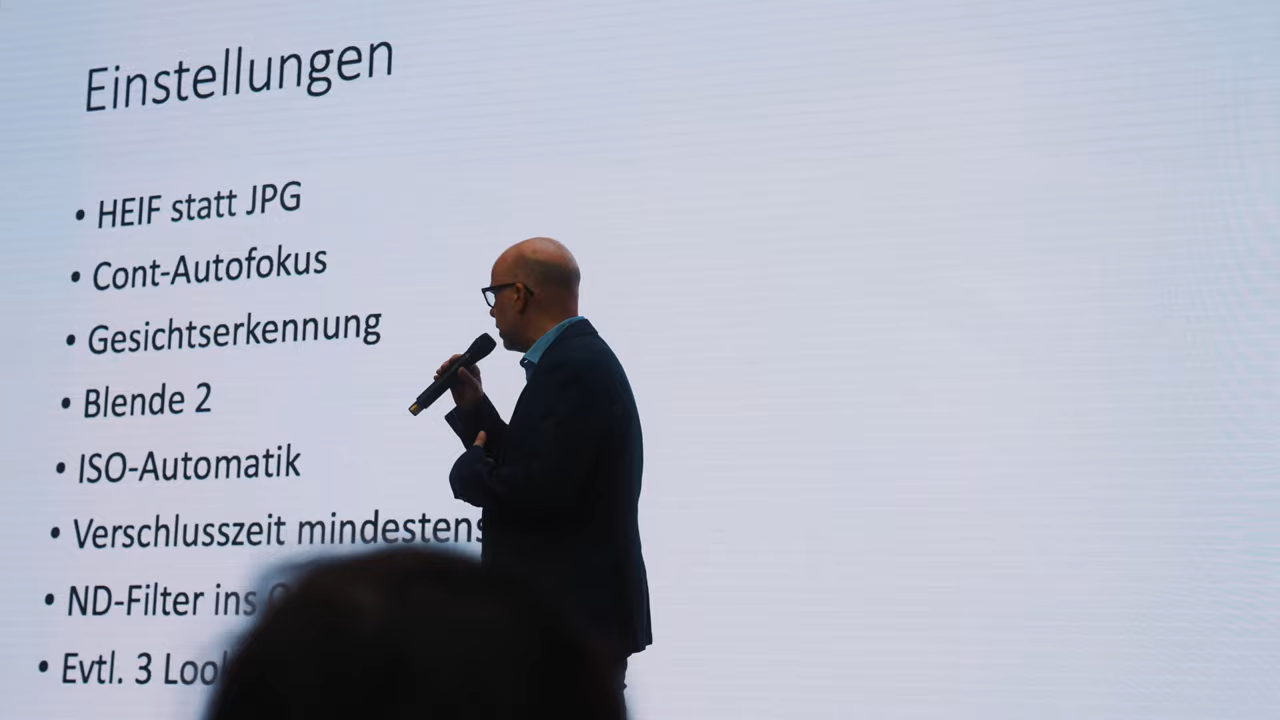 Einstellungen
• HEIF statt JPG
• Cont-Autofokus
• Gesichtserkennung
• Blende 2
• ISO-Automatik
• Verschlusszeit mindestens
• ND-Filter ins
• Evtl. 3